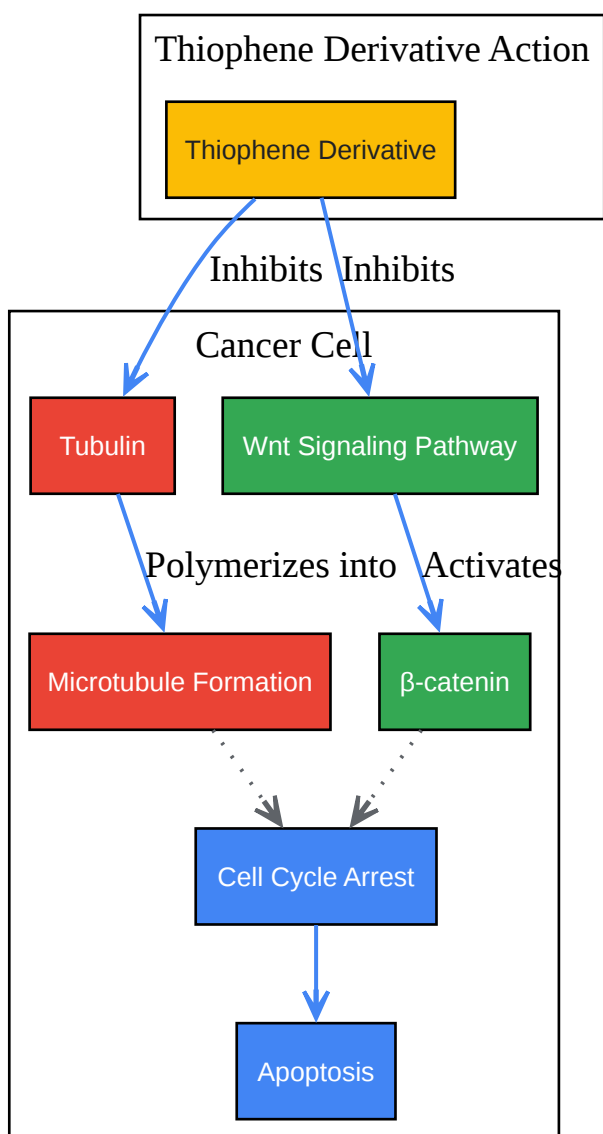 Thiophene Derivative Action
Thiophene Derivative
Inhibits Inhibits
Cancer Cell
Tubulin
Wnt Signaling Pathway
Polymerizes into
Activates
Microtubule Formation
β-catenin
Cell Cycle Arrest
Apoptosis